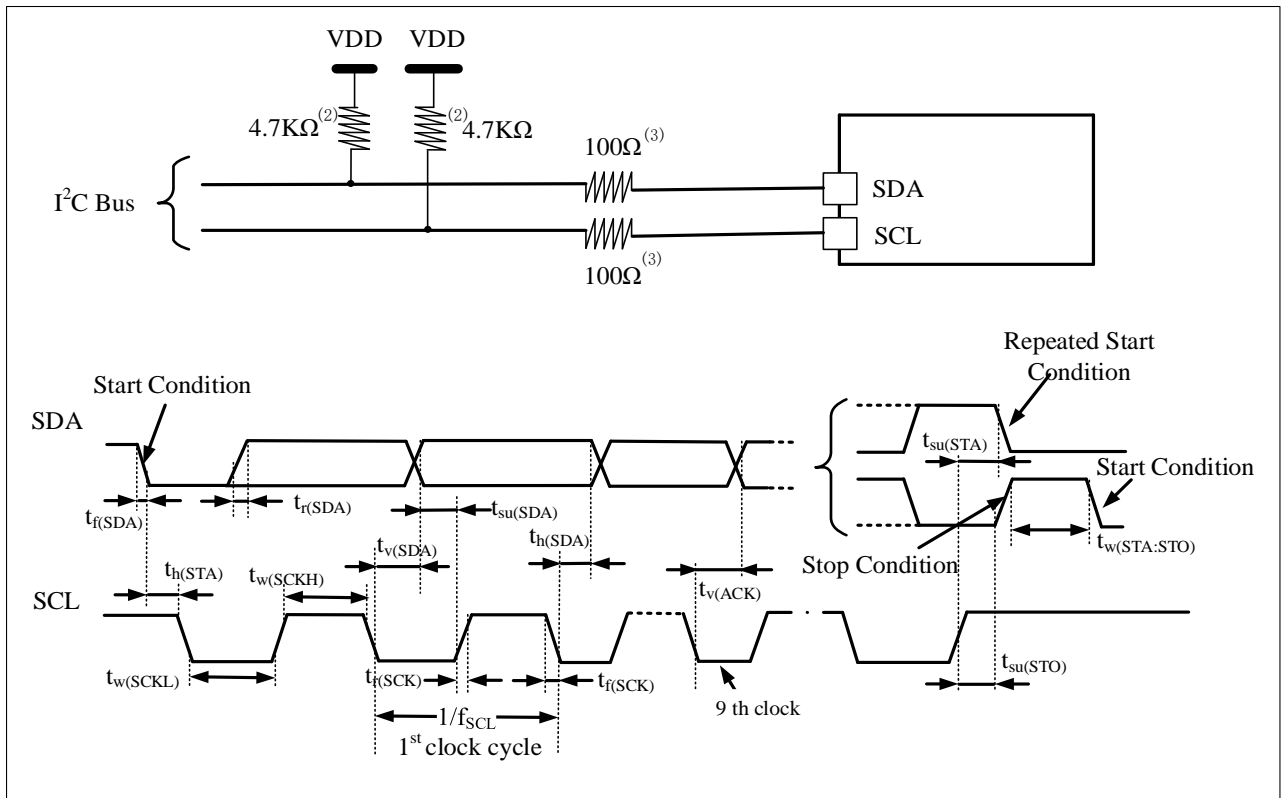 VDD VDD
4.7KΩ(2) (2)4.7KΩ
100Ω(3)
I2C Bus
SDA
SCL
100Ω(3)
Repeated Start
Condition
Start Condition
SDA
tsu(STA)
Start Condition
tf(SDA)
tr(SDA)
tsu(SDA)
tv(SDA)
th(SDA)
tw(STA:STO)
Stop Condition
th(STA)
tw(SCKH)
tv(ACK)
SCL
tw(SCKL)
tr(SCK)
tf(SCK)
tsu(STO)
9 th clock
1/fSCL
1st clock cycle